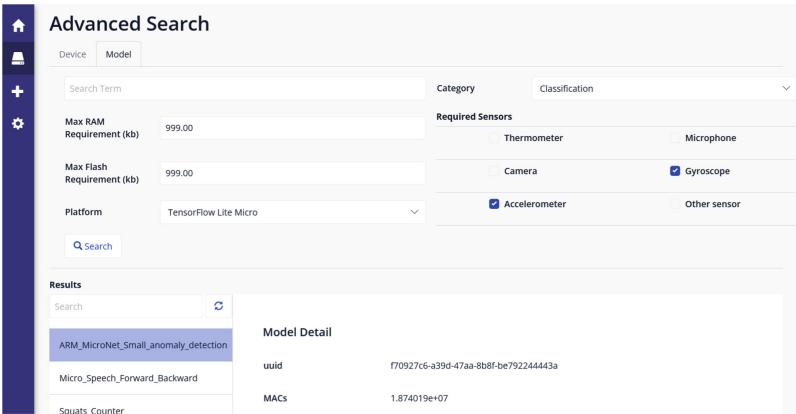 Advanced Search
Device Model
Search Term
Category Classification
Required Sensors
Max RAM Requirement (kb) 999.00
Thermometer Microphone
Max Flash Requirement (kb) 999.00
Camera Gyroscope
Platform TensorFlow Lite Micro
Accelerometer Other sensor
Search
Results
Search
Model Detail
ARM_MicroNet_Small_anomaly_detection
uuid f70927c6-a39d-47aa-8b8f-be792244443a
Micro_Speech_Forward_Backward
MACs 1.874019e+07
Squats_Counter